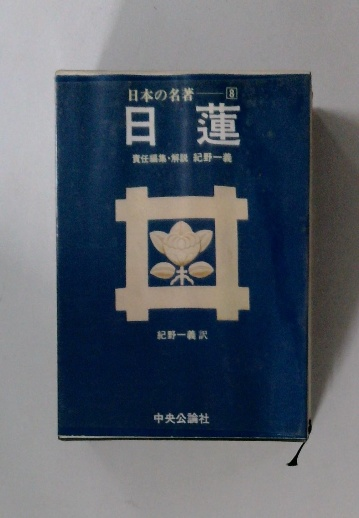 日本の名著──8
日 蓮
責任編集・解説 紀野一義
紀野一義 訳
中央公論社